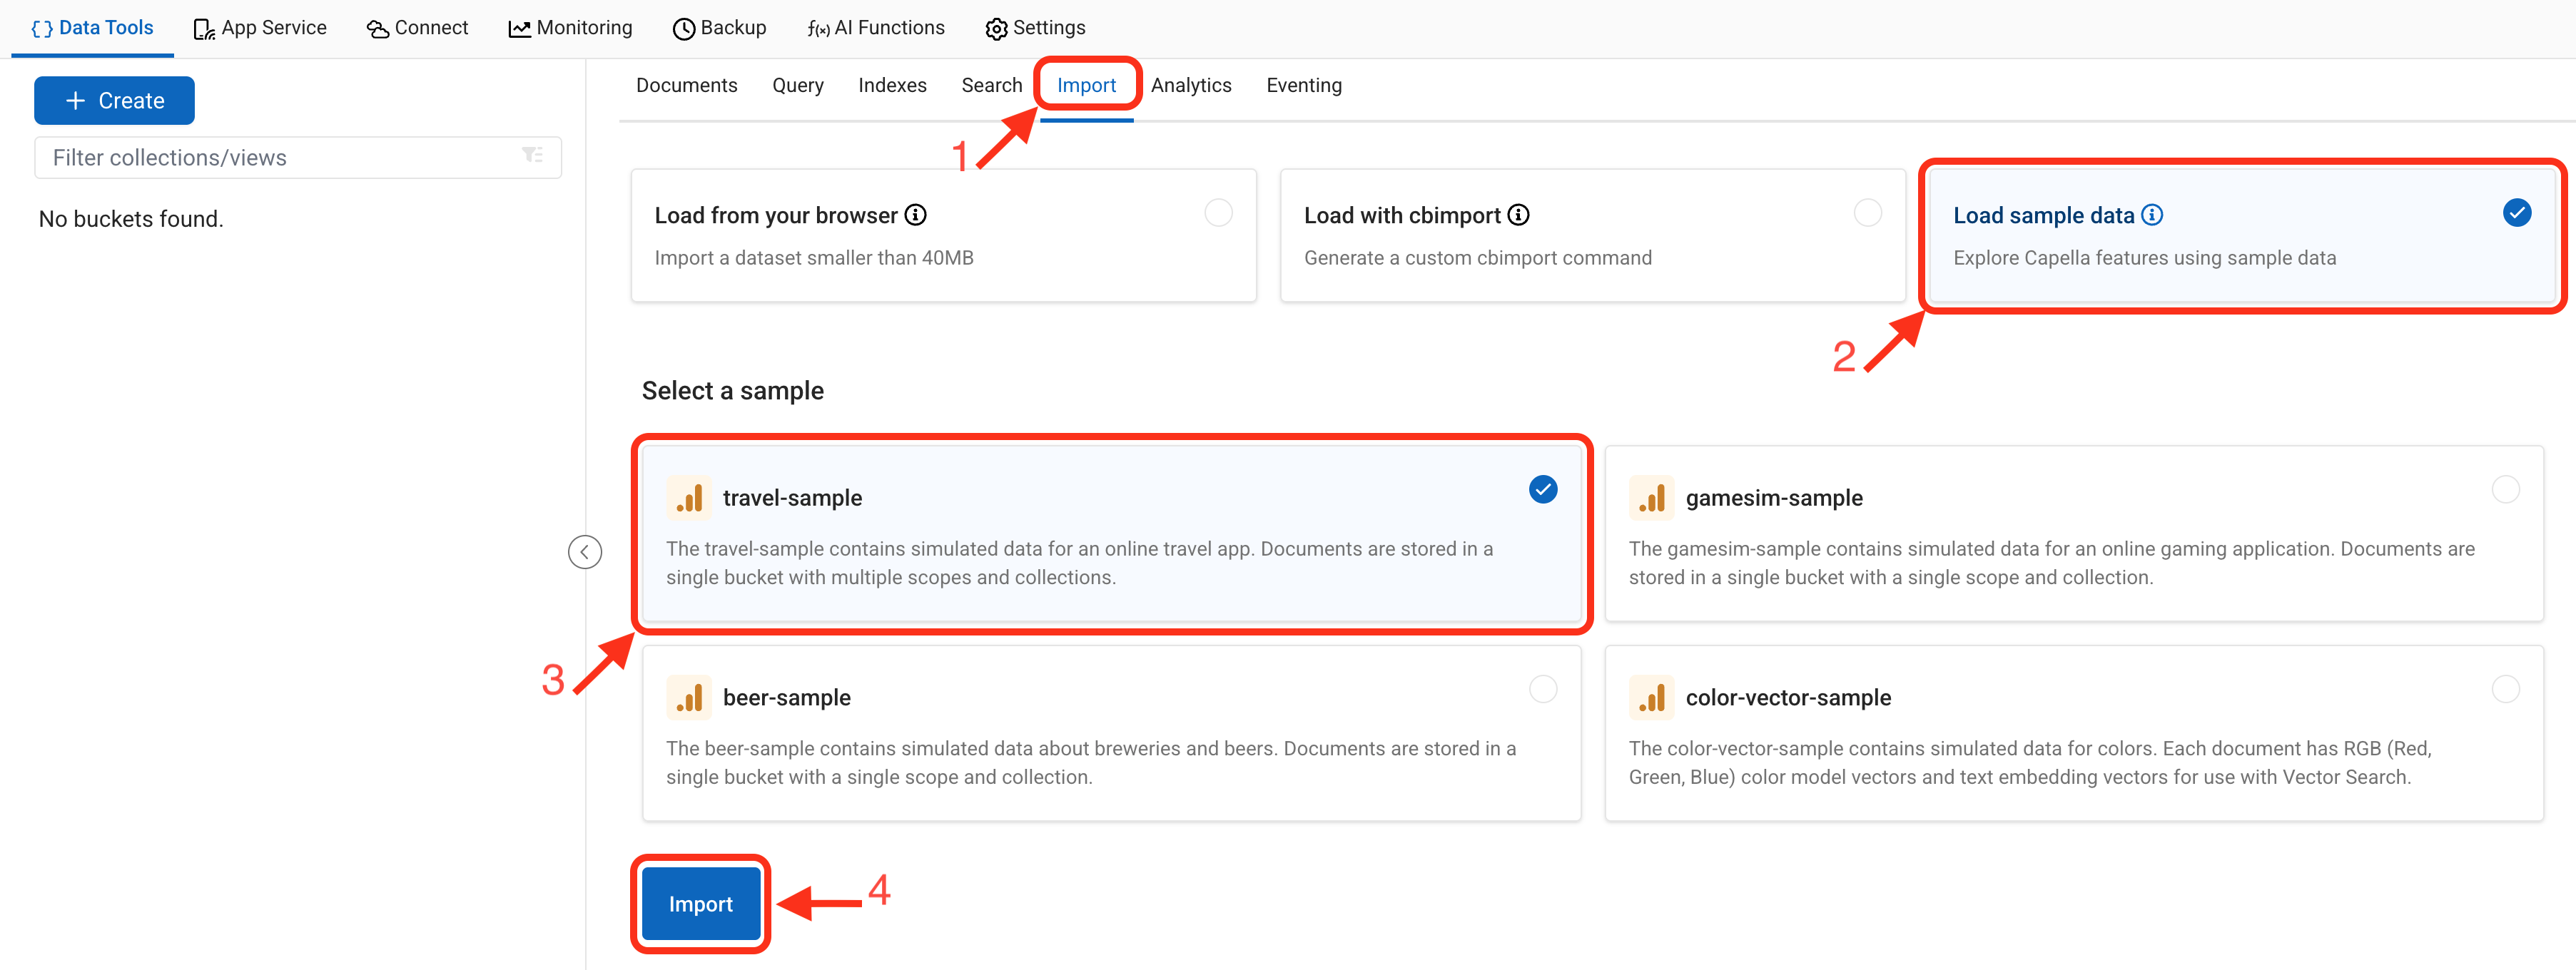 {} Data Tools
App Service
Connect
Monitoring
Backup
f(x) AI Functions
Settings
+ Create
Filter collections/views
No buckets found.
Documents
Query
Indexes
Search
Import
Analytics
Eventing
1
Load from your browser
Import a dataset smaller than 40MB
Load with cbimport
Generate a custom cbimport command
Load sample data
Explore Capella features using sample data
2
Select a sample
travel-sample
The travel-sample contains simulated data for an online travel app. Documents are stored in a
single bucket with multiple scopes and collections.
gamesim-sample
The gamesim-sample contains simulated data for an online gaming application. Documents are
stored in a single bucket with a single scope and collection.
3
beer-sample
The beer-sample contains simulated data about breweries and beers. Documents are stored in a
single bucket with a single scope and collection.
color-vector-sample
The color-vector-sample contains simulated data for colors. Each document has RGB (Red,
Green, Blue) color model vectors and text embedding vectors for use with Vector Search.
Import
4